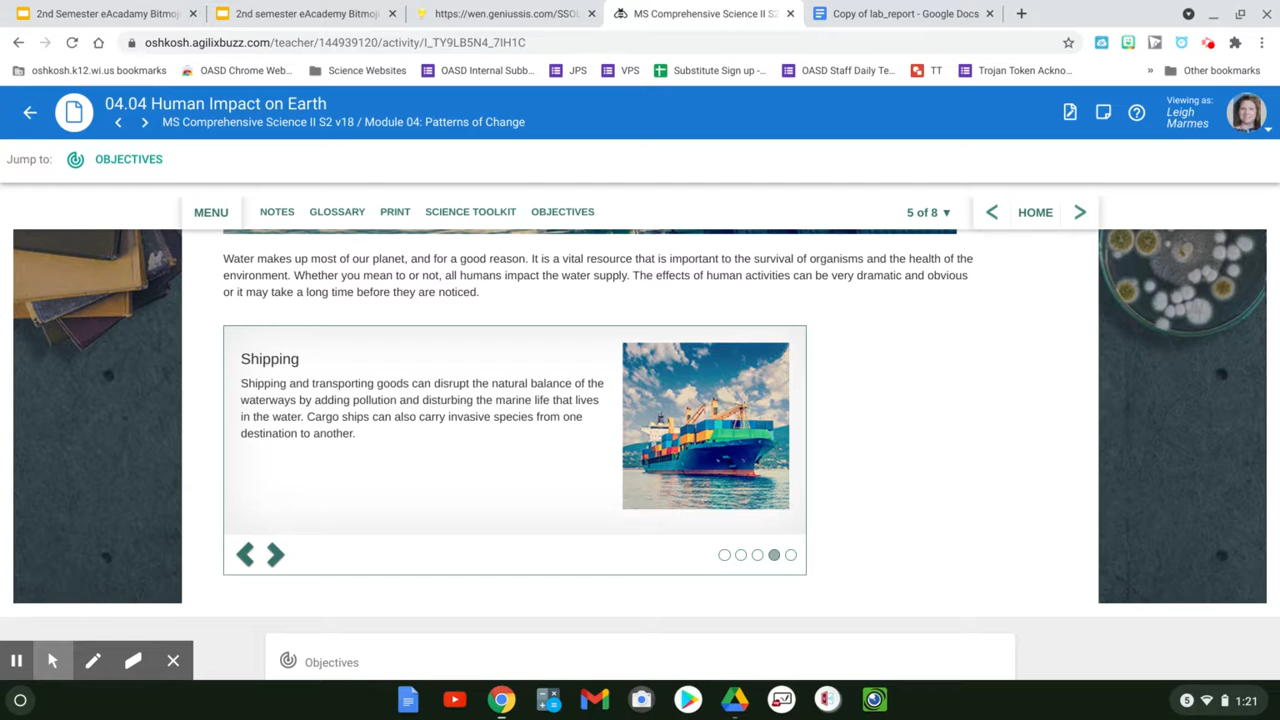 2nd Semester eAcadamy Bitmoji
2nd semester eAcademy Bitmoji
https://wen.geniussis.com/SSOL
MS Comprehensive Science II S2
Copy of lab_report - Google Docs
oshkosh.agilixbuzz.com/teacher/144939120/activity/I_TY9LB5N4_7IH1C
oshkosh.k12.wi.us bookmarks
OASD Chrome Web...
Science Websites
OASD Internal Subb...
JPS
VPS
Substitute Sign up -...
OASD Staff Daily Te...
TT
Trojan Token Ackno...
»
Other bookmarks
04.04 Human Impact on Earth
MS Comprehensive Science II S2 v18 / Module 04: Patterns of Change
Viewing as:
Leigh
Marmes
Jump to:
OBJECTIVES
MENU
NOTES
GLOSSARY
PRINT
SCIENCE TOOLKIT
OBJECTIVES
5 of 8 ▼
HOME
Water makes up most of our planet, and for a good reason. It is a vital resource that is important to the survival of organisms and the health of the
environment. Whether you mean to or not, all humans impact the water supply. The effects of human activities can be very dramatic and obvious
or it may take a long time before they are noticed.
Shipping
Shipping and transporting goods can disrupt the natural balance of the
waterways by adding pollution and disturbing the marine life that lives
in the water. Cargo ships can also carry invasive species from one
destination to another.
Objectives
5
1:21